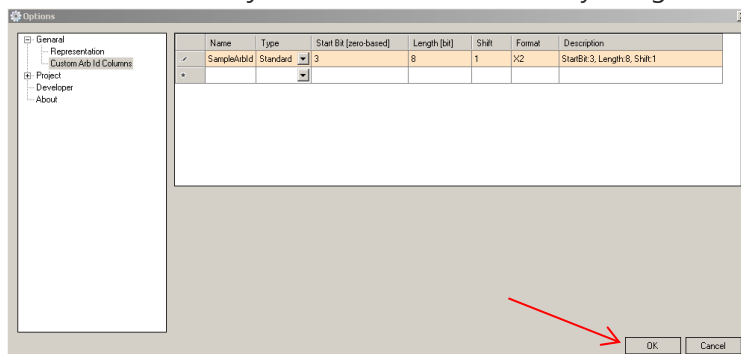 Options
General
Representation
Custom Arb Id Columns
Project
Developer
About
Name Type Start Bit [zero-based] Length [bit] Shift Format Description
SampleArbId Standard 3 8 1 X2 StartBit:3, Length:8, Shift:1
OK Cancel